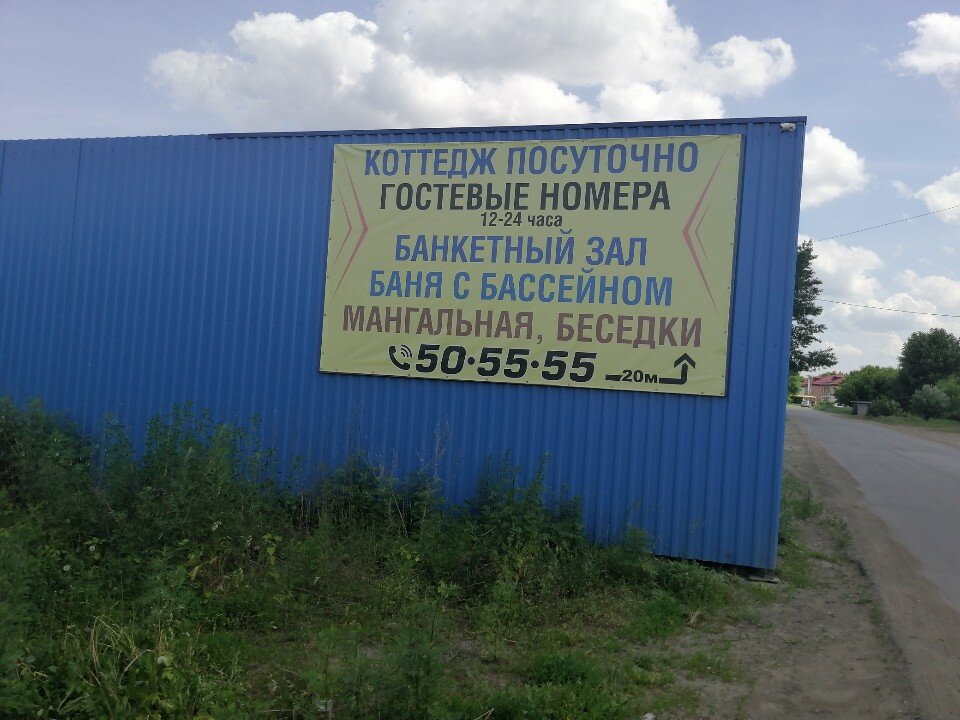 КОТТЕДЖ ПОСУТОЧНО
ГОСТЕВЫЕ НОМЕРА
12-24 часа
БАНКЕТНЫЙ ЗАЛ
БАНЯ С БАССЕЙНОМ
МАНГАЛЬНАЯ, БЕСЕДКИ
50·55·55 20м